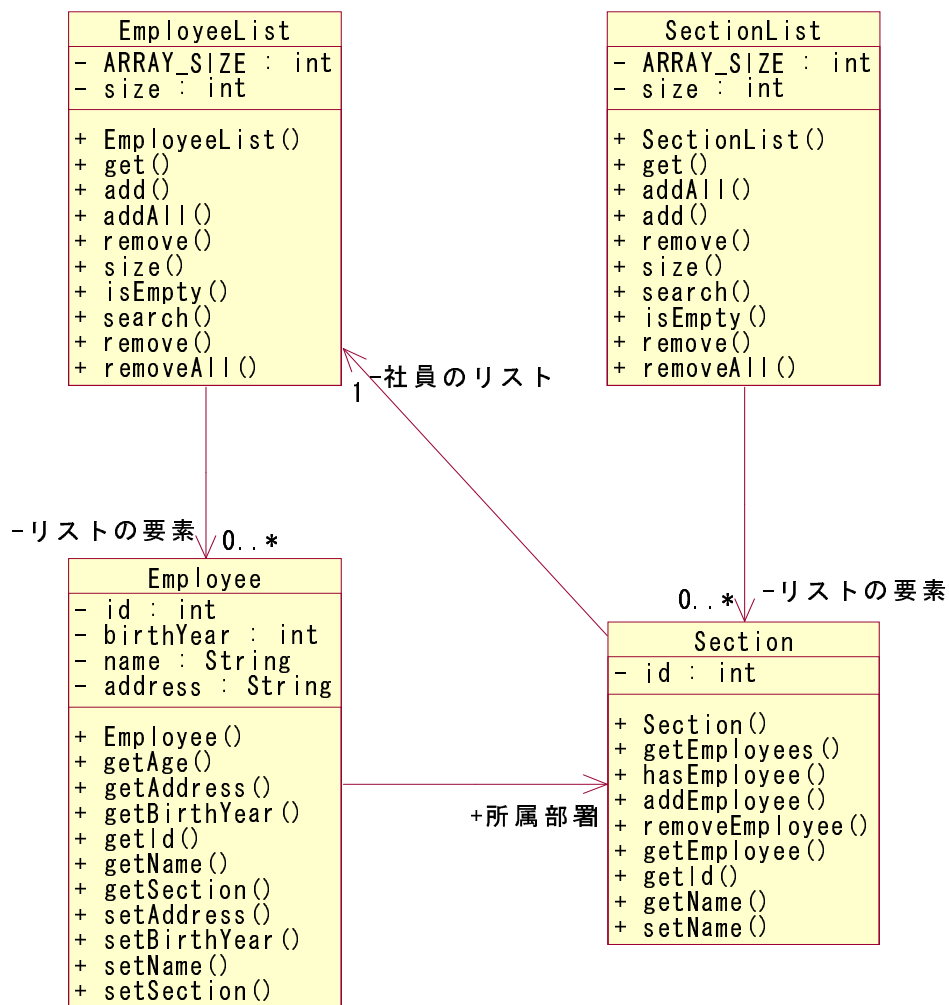 EmployeeList
- ARRAY_SIZE : int
- size : int
+ EmployeeList()
+ get()
+ add()
+ addAll()
+ remove()
+ size()
+ isEmpty()
+ search()
+ remove()
+ removeAll()
SectionList
- ARRAY_SIZE : int
- size : int
+ SectionList()
+ get()
+ addAll()
+ add()
+ remove()
+ size()
+ search()
+ isEmpty()
+ remove()
+ removeAll()
-社員のリスト
1
-リストの要素
0..*
0..*
-リストの要素
Employee
- id : int
- birthYear : int
- name : String
- address : String
+ Employee()
+ getAge()
+ getAddress()
+ getBirthYear()
+ getId()
+ getName()
+ getSection()
+ setAddress()
+ setBirthYear()
+ setName()
+ setSection()
+所属部署
Section
- id : int
+ Section()
+ getEmployees()
+ hasEmployee()
+ addEmployee()
+ removeEmployee()
+ getEmployee()
+ getId()
+ getName()
+ setName()